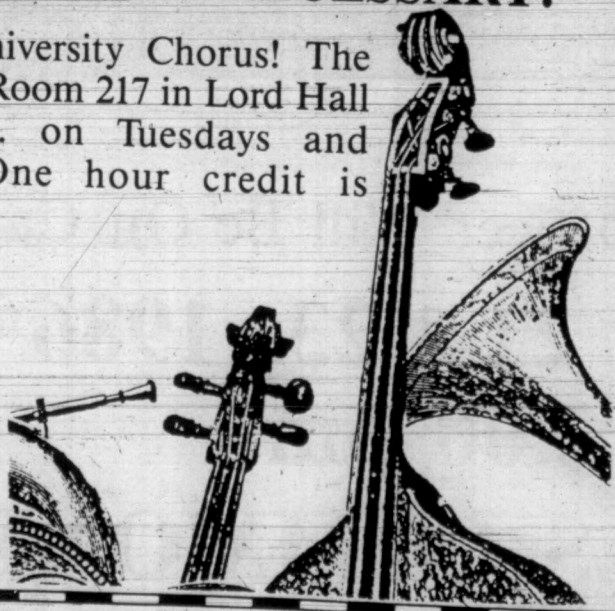 niversity Chorus! The
Room 217 in Lord Hall
. on Tuesdays and
One hour credit is